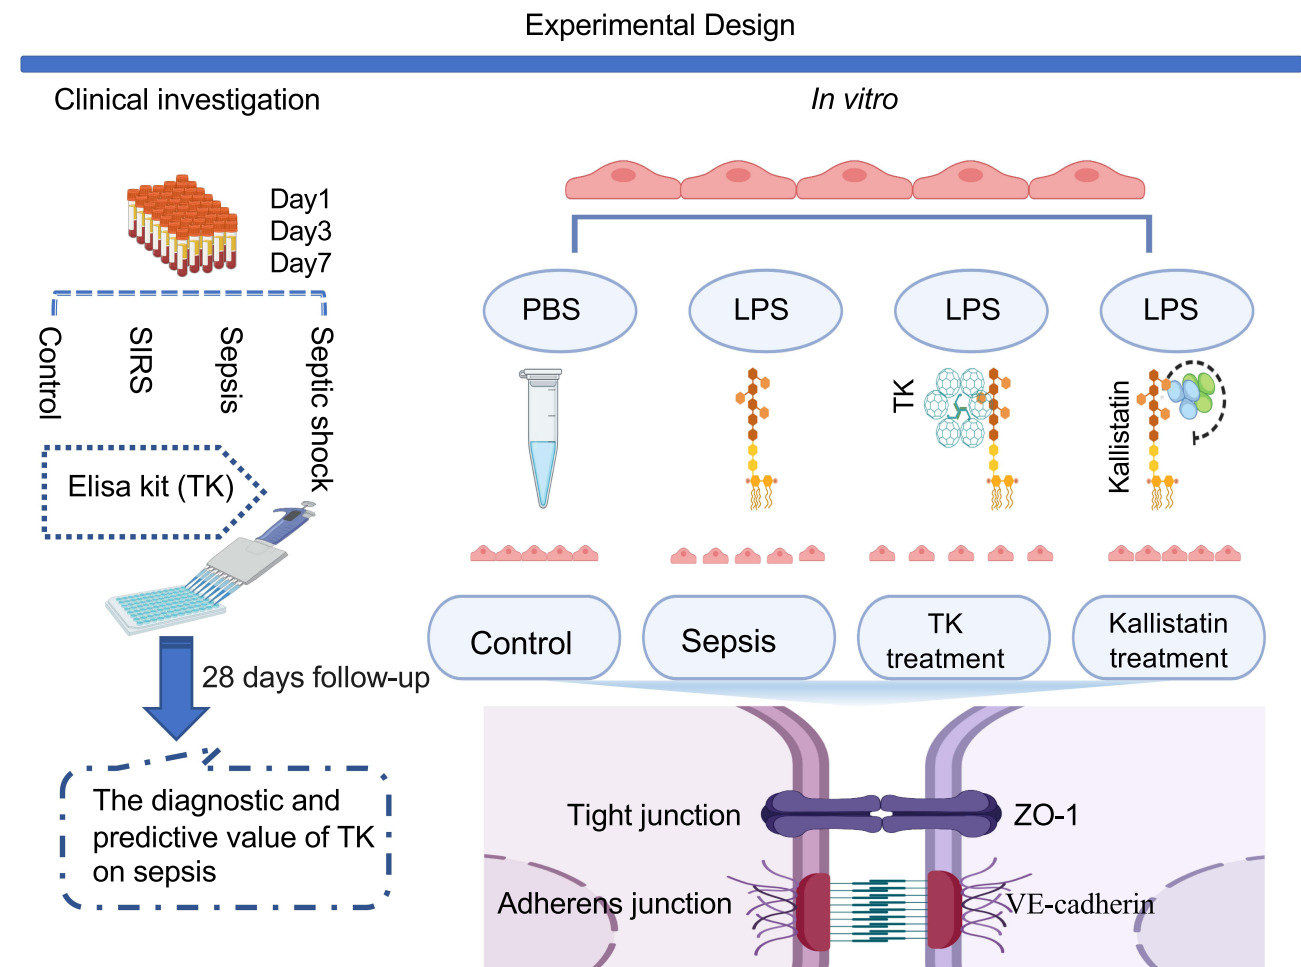 Experimental Design
Clinical investigation
Day1
Day3
Day7
Control
SIRS
Sepsis
Septic shock
Elisa kit (TK)
28 days follow-up
The diagnostic and
predictive value of TK
on sepsis
In vitro
PBS
LPS
LPS
LPS
TK
Kallistatin
Control
Sepsis
TK
treatment
Kallistatin
treatment
Tight junction
ZO-1
Adherens junction
VE-cadherin